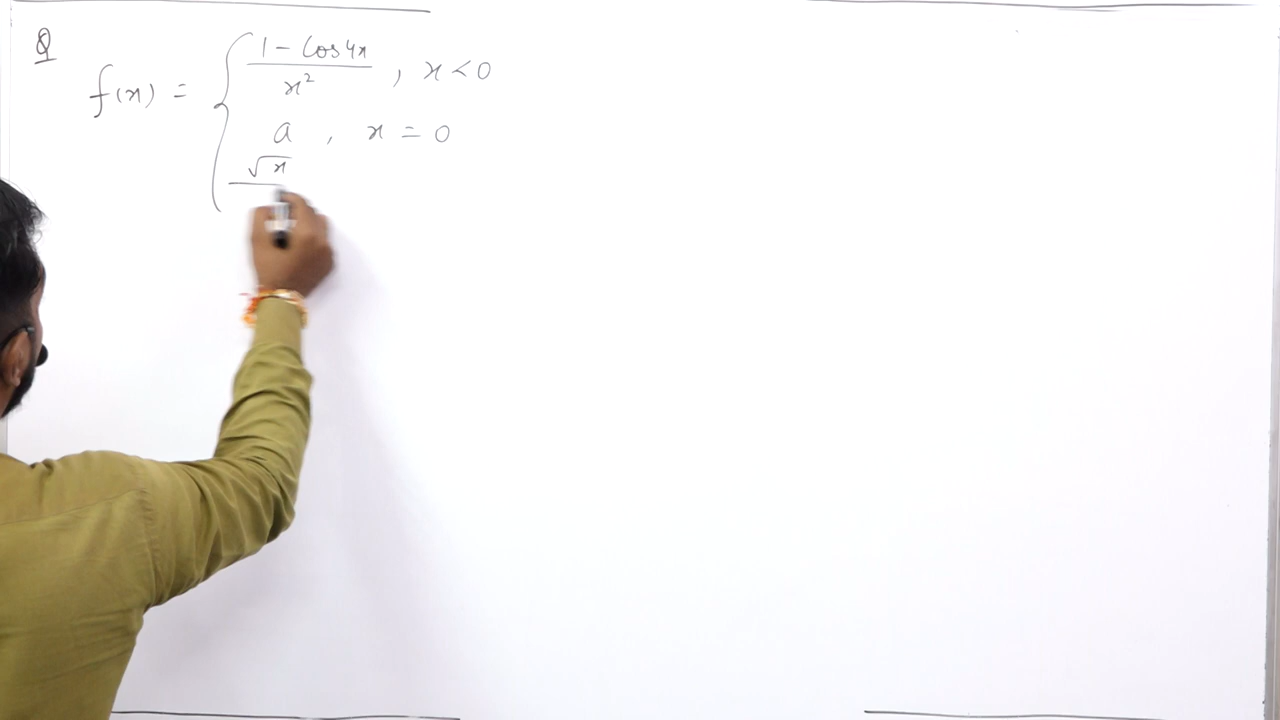 Q
f(x) = { (1 - Cos4x)/x² , x < 0
a , x = 0
√x